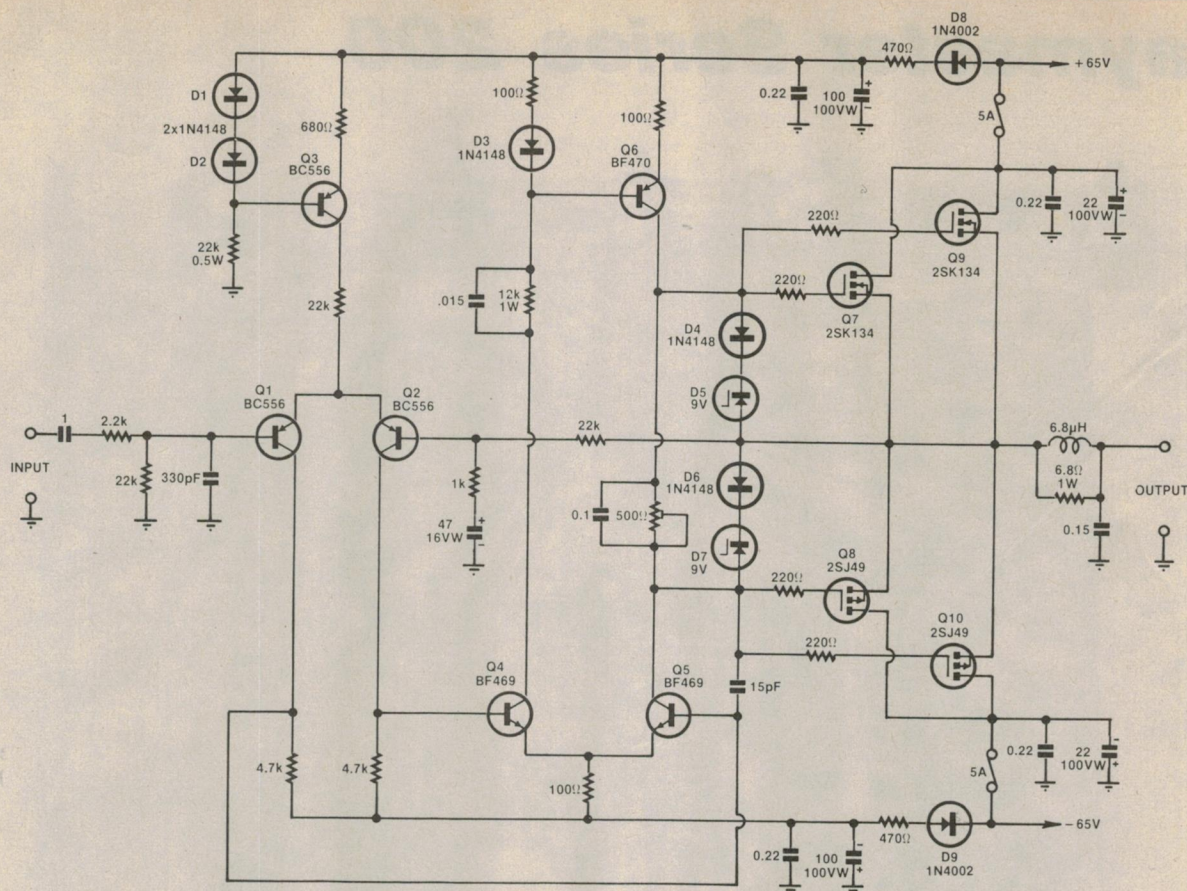 D8
1N4002
470Ω
+65V
D1
0.22
100
100VW
+
−
100Ω
100Ω
5A
2x1N4148
680Ω
D3
1N4148
D2
Q3
BC556
Q6
BF470
0.22
22
100VW
+
−
220Ω
22k
0.5W
Q9
2SK134
220Ω
.015
12k
1W
22k
Q7
2SK134
D4
1N4148
D5
9V
Q1
BC556
Q2
BC556
1
2.2k
22k
6.8µH
INPUT
22k
330pF
1k
D6
1N4148
6.8Ω
1W
OUTPUT
47
16VW
+
−
0.1
500Ω
0.15
D7
9V
Q8
2SJ49
220Ω
Q10
2SJ49
220Ω
Q4
BF469
Q5
BF469
15pF
4.7k
4.7k
100Ω
0.22
22
100VW
−
+
5A
−65V
470Ω
0.22
100
100VW
−
+
D9
1N4002